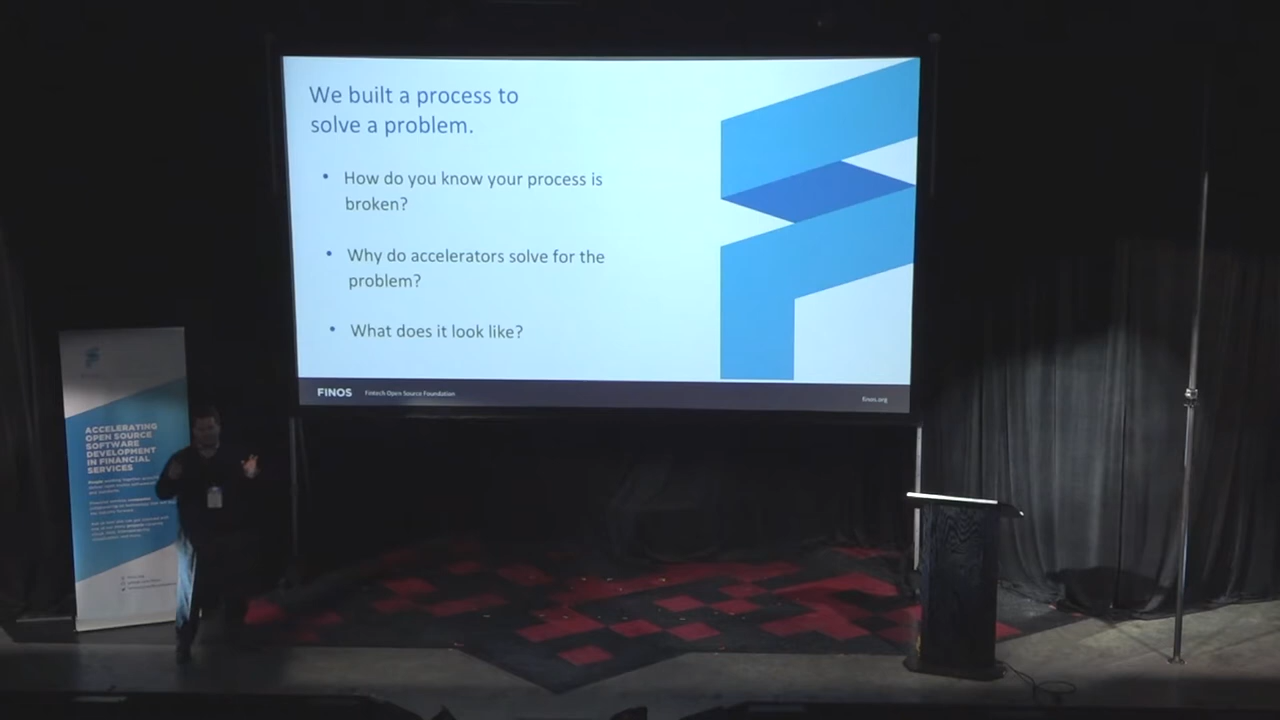 We built a process to
solve a problem.
• How do you know your process is
broken?
• Why do accelerators solve for the
problem?
• What does it look like?
FINOS Fintech Open Source Foundation
finos.org
ACCELERATING
OPEN SOURCE
SOFTWARE
DEVELOPMENT
IN FINANCIAL
SERVICES